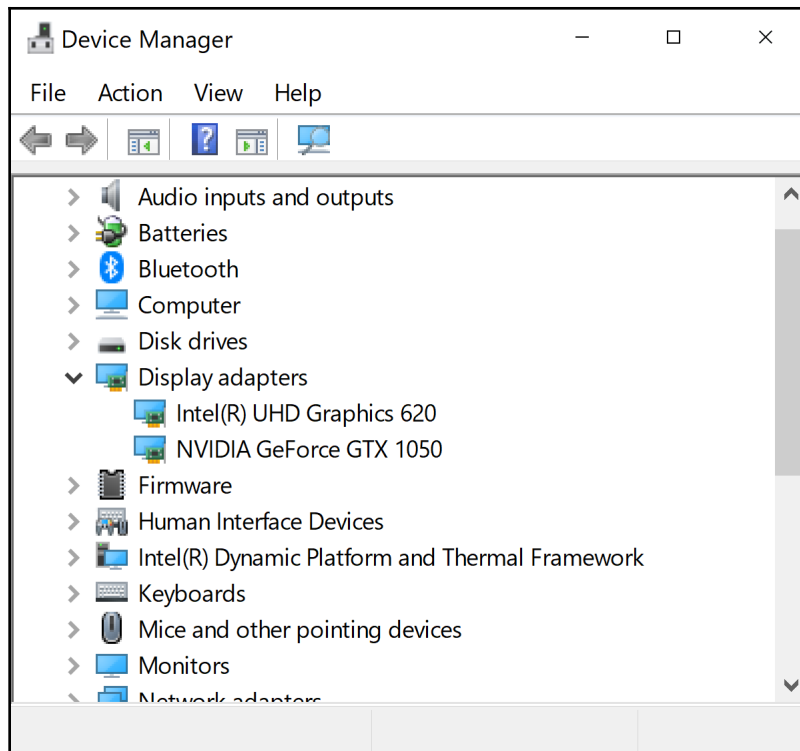 Device Manager
File Action View Help
Audio inputs and outputs
Batteries
Bluetooth
Computer
Disk drives
Display adapters
Intel(R) UHD Graphics 620
NVIDIA GeForce GTX 1050
Firmware
Human Interface Devices
Intel(R) Dynamic Platform and Thermal Framework
Keyboards
Mice and other pointing devices
Monitors
Network adapters